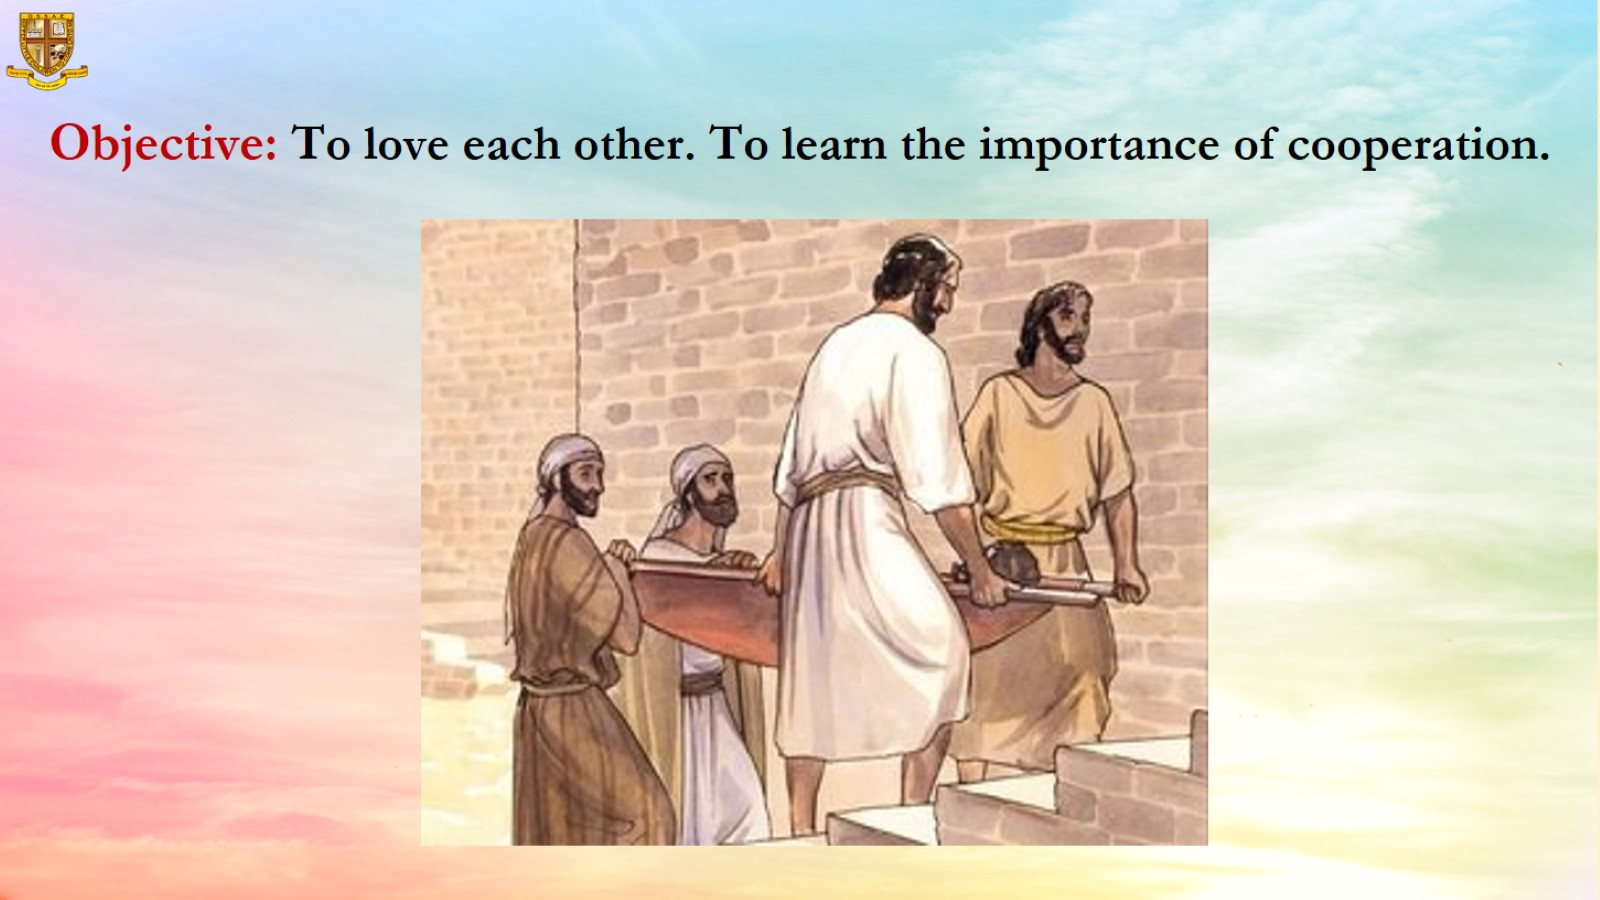 Objective: To love each other. To learn the importance of cooperation.